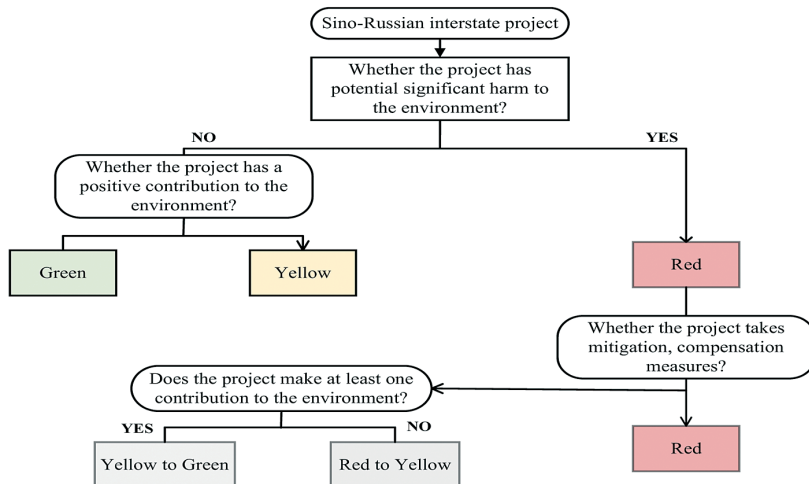 Sino-Russian interstate project
Whether the project has
potential significant harm to
the environment?
NO
YES
Whether the project has a
positive contribution to the
environment?
Green
Yellow
Red
Whether the project takes
mitigation, compensation
measures?
Does the project make at least one
contribution to the environment?
YES
NO
Yellow to Green
Red to Yellow
Red